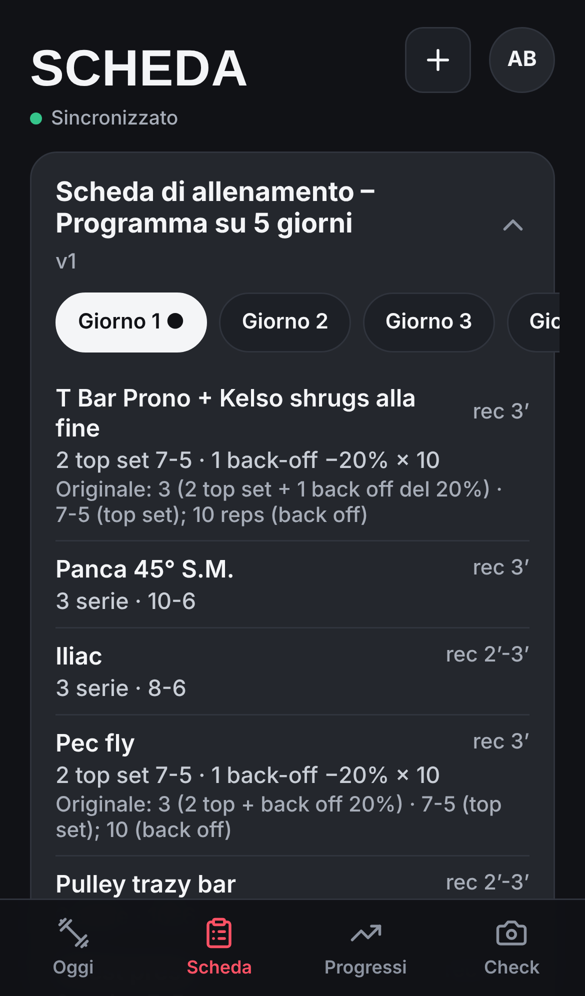 SCHEDA
AB
Sincronizzato
Scheda di allenamento –
Programma su 5 giorni
v1
Giorno 1
Giorno 2
Giorno 3
Gio
T Bar Prono + Kelso shrugs alla
fine
rec 3′
2 top set 7-5 · 1 back-off −20% × 10
Originale: 3 (2 top set + 1 back off del 20%) ·
7-5 (top set); 10 reps (back off)
Panca 45° S.M.
rec 3′
3 serie · 10-6
Iliac
rec 2′-3′
3 serie · 8-6
Pec fly
rec 3′
2 top set 7-5 · 1 back-off −20% × 10
Originale: 3 (2 top + back off 20%) · 7-5 (top
set); 10 (back off)
Pulley trazy bar
rec 2′-3′
Oggi
Scheda
Progressi
Check